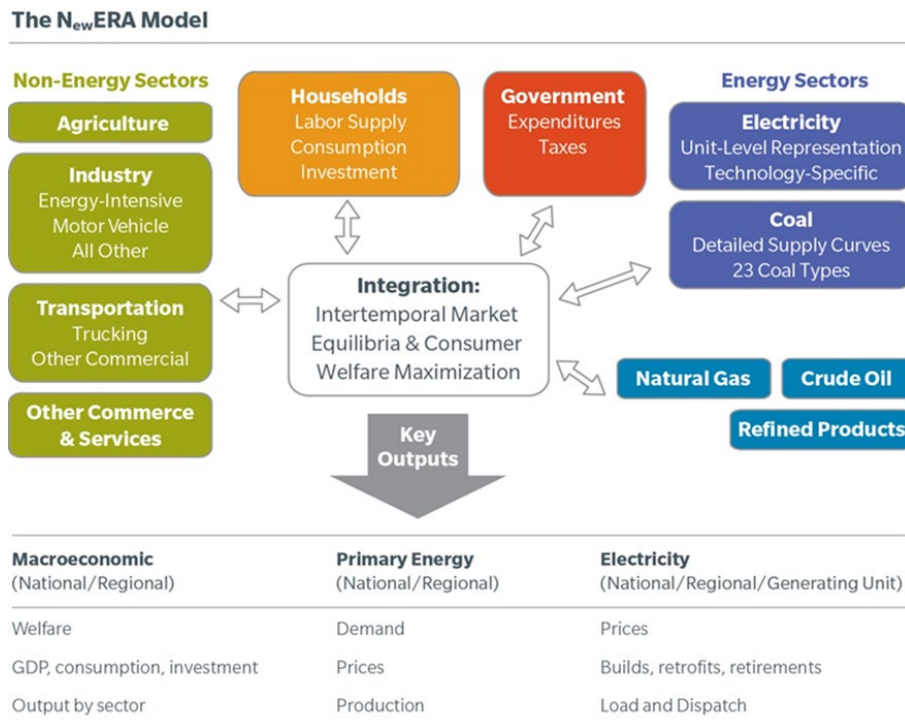 The NewERA Model
Non-Energy Sectors
Agriculture
Industry
Energy-Intensive
Motor Vehicle
All Other
Transportation
Trucking
Other Commercial
Other Commerce
& Services
Households
Labor Supply
Consumption
Investment
Government
Expenditures
Taxes
Energy Sectors
Electricity
Unit-Level Representation
Technology-Specific
Coal
Detailed Supply Curves
23 Coal Types
Integration:
Intertemporal Market
Equilibria & Consumer
Welfare Maximization
Natural Gas
Crude Oil
Refined Products
Key
Outputs
Macroeconomic
(National/Regional)
Welfare
GDP, consumption, investment
Output by sector
Primary Energy
(National/Regional)
Demand
Prices
Production
Electricity
(National/Regional/Generating Unit)
Prices
Builds, retrofits, retirements
Load and Dispatch